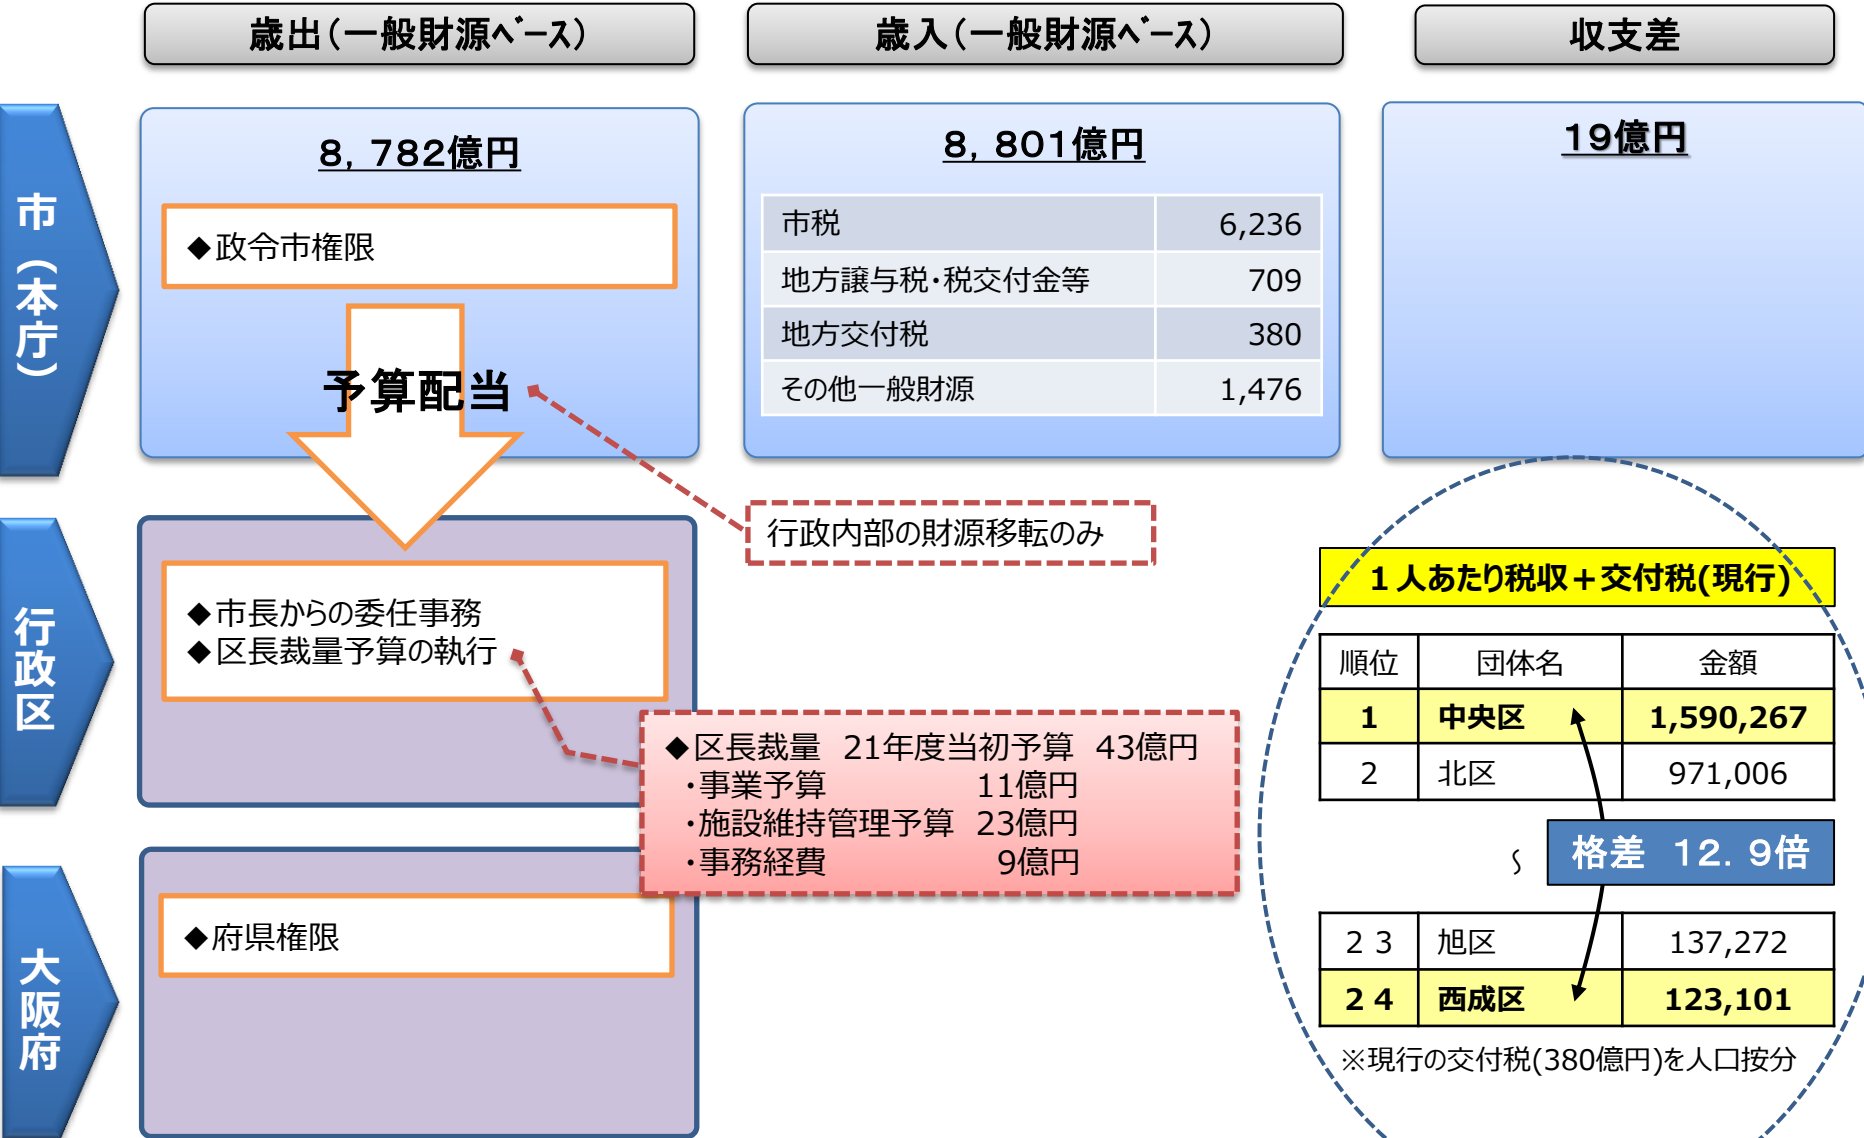 歳出(一般財源ベース)
歳入(一般財源ベース)
収支差
市(本庁)
8，782億円
◆政令市権限
予算配当
8，801億円
市税 6,236
地方譲与税・税交付金等 709
地方交付税 380
その他一般財源 1,476
19億円
行政内部の財源移転のみ
行政区
◆市長からの委任事務
◆区長裁量予算の執行
◆区長裁量 21年度当初予算 43億円
・事業予算 11億円
・施設維持管理予算 23億円
・事務経費 9億円
大阪府
◆府県権限
１人あたり税収＋交付税(現行)
順位 団体名 金額
1 中央区 1,590,267
2 北区 971,006
～
格差 12．9倍
２３ 旭区 137,272
２４ 西成区 123,101
※現行の交付税(380億円)を人口按分